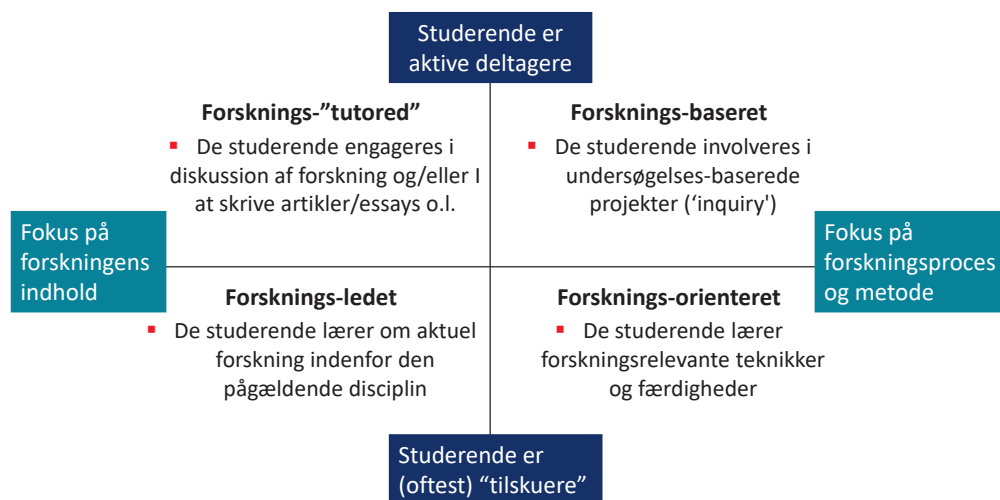 Studerende er
aktive deltagere
Forsknings-”tutored”
▪ De studerende engageres i
diskussion af forskning og/eller I
at skrive artikler/essays o.l.
Forsknings-baseret
▪ De studerende involveres i
undersøgelses-baserede
projekter (‘inquiry')
Fokus på
forskningens
indhold
Fokus på
forskningsproces
og metode
Forsknings-ledet
▪ De studerende lærer om aktuel
forskning indenfor den
pågældende disciplin
Forsknings-orienteret
▪ De studerende lærer
forskningsrelevante teknikker
og færdigheder
Studerende er
(oftest) “tilskuere”